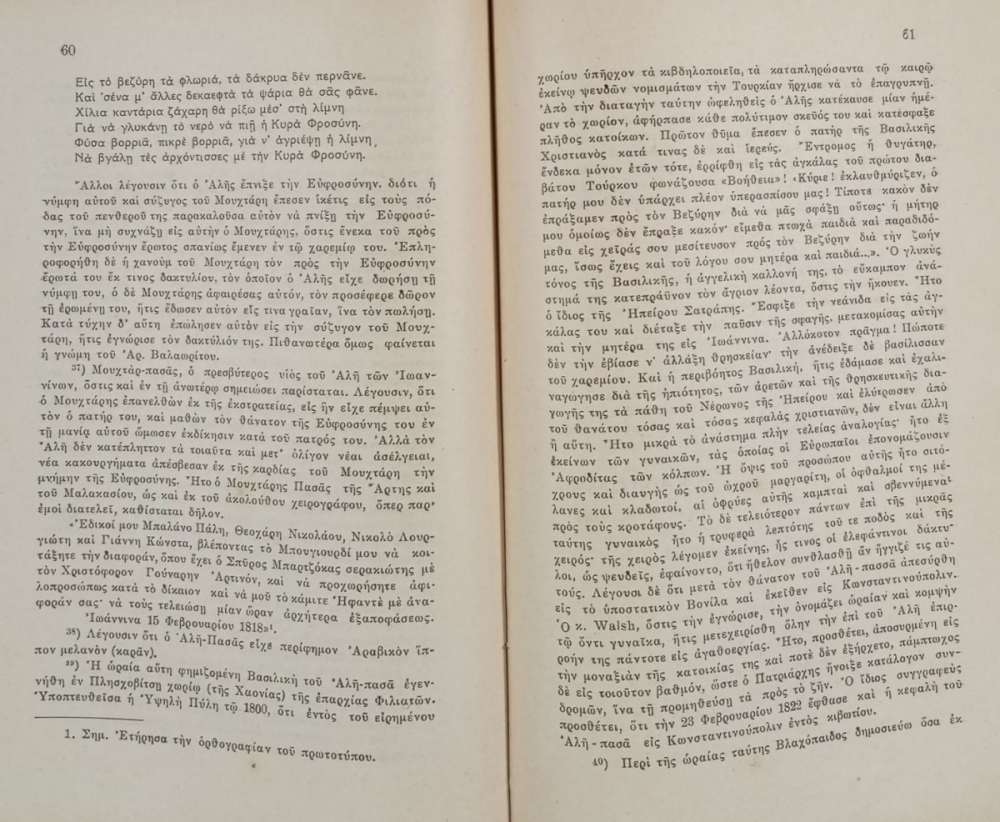 60
Εἰς τὸ βεζύρη τὰ φλωριά, τὰ δάκρυα δὲν περνᾶνε.
Καὶ ’σένα μ’ ἄλλες δεκαεφτὰ τὰ ψάρια θὰ σᾶς φᾶνε.
Χίλια καντάρια ζάχαρη θὰ ρίξω μέσ’ στὴ λίμνη
Γιὰ νὰ γλυκάνῃ τὸ νερὸ νὰ πιῇ ἡ Κυρὰ Φροσύνη.
Φύσα βορριᾶ, πικρὲ βορριᾶ, γιὰ ν’ ἀγριέψῃ ἡ λίμνη,
Νὰ βγάλῃ τὲς ἀρχόντισσες μὲ τὴν Κυρὰ Φροσύνη.
Ἄλλοι λέγουσιν ὅτι ὁ Ἀλῆς ἔπνιξε τὴν Εὐφροσύνην, διότι ἡ
νύμφη αὐτοῦ καὶ σύζυγος τοῦ Μουχτάρη ἔπεσεν ἱκέτις εἰς τοὺς πό-
δας τοῦ πενθεροῦ της παρακαλοῦσα αὐτὸν νὰ πνίξῃ τὴν Εὐφροσύ-
νην, ἵνα μὴ συχνάζῃ εἰς αὐτὴν ὁ Μουχτάρης, ὅστις ἕνεκα τοῦ πρὸς
τὴν Εὐφροσύνην ἔρωτος σπανίως ἔμενεν ἐν τῷ χαρεμίῳ του. Ἐπλη-
ροφορήθη δὲ ἡ χανοὺμ τοῦ Μουχτάρη τὸν πρὸς τὴν Εὐφροσύνην
ἔρωτά του ἔκ τινος δακτυλίου, τὸν ὁποῖον ὁ Ἀλῆς εἶχε δωρήσῃ τῇ
νύμφῃ του, ὁ δὲ Μουχτάρης ἀφαιρέσας αὐτόν, τὸν προσέφερε δῶρον
τῇ ἐρωμένῃ του, ἥτις ἔδωσεν αὐτὸν εἴς τινα γραῖαν, ἵνα τὸν πωλήσῃ.
Κατὰ τύχην δ’ αὕτη ἐπώλησεν αὐτὸν εἰς τὴν σύζυγον τοῦ Μουχ-
τάρη, ἥτις ἐγνώρισε τὸν δακτύλιόν της. Πιθανωτέρα ὅμως φαίνεται
ἡ γνώμη τοῦ Ἀρ. Βαλαωρίτου.
37) Μουχτὰρ-πασᾶς, ὁ πρεσβύτερος υἱὸς τοῦ Ἀλῆ τῶν Ἰωαν-
νίνων, ὅστις καὶ ἐν τῇ ἀνωτέρω σημειώσει παρίσταται. Λέγουσιν, ὅτι
ὁ Μουχτάρης ἐπανελθὼν ἐκ τῆς ἐκστρατείας, εἰς ἣν εἶχε πέμψει αὐ-
τὸν ὁ πατήρ του, καὶ μαθὼν τὸν θάνατον τῆς Εὐφροσύνης του ἐν
τῇ μανίᾳ αὐτοῦ ὤμωσεν ἐκδίκησιν κατὰ τοῦ πατρός του. Ἀλλὰ τὸν
Ἀλῆ δὲν κατέπληττον τὰ τοιαῦτα καὶ μετ’ ὀλίγον νέαι ἀσέλγειαι,
νέα κακουργήματα ἀπέσβεσαν ἐκ τῆς καρδίας τοῦ Μουχτάρη τὴν
μνήμην τῆς Εὐφροσύνης. Ἦτο ὁ Μουχτάρης Πασᾶς τῆς Ἄρτης καὶ
τοῦ Μαλακασίου, ὡς καὶ ἐκ τοῦ ἀκολούθου χειρογράφου, ὅπερ παρ’
ἐμοὶ διατελεῖ, καθίσταται δῆλον.
«Ἐδικοί μου Μπαλάνο Πάλη, Θεοχάρη Νικολάου, Νικολὸ Λουρ-
γιώτη καὶ Γιάννη Κώνστα, βλέποντας τὸ Μπουγιουρδί μου νὰ κοι-
τάξητε τὴν διαφοράν, ὅπου ἔχει ὁ Σπῦρος Μπαρτζόκας σερακιώτης μὲ
τὸν Χριστόφορον Γούναρην Ἀρτινόν, καὶ νὰ προχωρήσητε ἀφι-
λοπροσώπως κατὰ τὸ δίκαιον καὶ νὰ μοῦ τὸ κάμιτε Ἠφαντὲ μὲ ἀνα-
φοράν σας· νὰ τοὺς τελειώσῃ μίαν ὥραν ἀρχήτερα ἐξαποφάσεως.
Ἰωάννινα 15 Φεβρουαρίου 1818»¹.
38) Λέγουσιν ὅτι ὁ Ἀλῆ-Πασᾶς εἶχε περίφημον Ἀραβικὸν ἵπ-
πον μελανὸν (καρᾶν).
39) Ἡ ὡραία αὕτη φημιζομένη Βασιλικὴ τοῦ Ἀλῆ-πασᾶ ἐγεν-
νήθη ἐν Πλησχοβίτσῃ χωρίῳ (τῆς Χαονίας) τῆς ἐπαρχίας Φιλιατῶν.
Ὑποπτευθεῖσα ἡ Ὑψηλὴ Πύλη τῷ 1800, ὅτι ἐντὸς τοῦ εἰρημένου
1. Σημ. Ἐτήρησα τὴν ὀρθογραφίαν τοῦ πρωτοτύπου.
61
χωρίου ὑπῆρχον τὰ κιβδηλοποιεῖα, τὰ καταπληρώσαντα τῷ καιρῷ
ἐκείνῳ ψευδῶν νομισμάτων τὴν Τουρκίαν ἤρχισε νὰ τὸ ἐπαγρυπνῇ.
Ἀπὸ τὴν διαταγὴν ταύτην ὠφεληθεὶς ὁ Ἀλῆς κατέκαυσε μίαν ἡμέ-
ραν τὸ χωρίον, ἀφήρπασε κάθε πολύτιμον σκεῦός του καὶ κατέσφαξε
πλῆθος κατοίκων. Πρῶτον θῦμα ἔπεσεν ὁ πατὴρ τῆς Βασιλικῆς
Χριστιανὸς κατά τινας δὲ καὶ ἱερεύς. Ἔντρομος ἡ θυγάτηρ,
ἕνδεκα μόνον ἐτῶν τότε, ἐρρίφθη εἰς τὰς ἀγκάλας τοῦ πρώτου δια-
βάτου Τούρκου φωνάζουσα «Βοήθεια»! «Κύριε! ἐκλαυθμύριζεν, ὁ
πατήρ μου δὲν ὑπάρχει πλέον ὑπερασπίσου μας! Τίποτε κακὸν δὲν
ἐπράξαμεν πρὸς τὸν Βεζύρην διὰ νὰ μᾶς σφάξῃ οὕτως· ἡ μήτηρ
μου ὁμοίως δὲν ἔπραξε κακόν· εἴμεθα πτωχὰ παιδιὰ καὶ παραδιδό-
μεθα εἰς χεῖράς σου μεσίτευσον πρὸς τὸν Βεζύρην διὰ τὴν ζωήν
μας, ἴσως ἔχεις καὶ τοῦ λόγου σου μητέρα καὶ παιδιά...». Ὁ γλυκὺς
τόνος τῆς Βασιλικῆς, ἡ ἀγγελικὴ καλλονή της, τὸ εὔκαμπον ἀνά-
στημά της κατεπράϋνον τὸν ἄγριον λέοντα, ὅστις τὴν ἤκουεν. Ἦτο
ὁ ἴδιος τῆς Ἠπείρου Σατράπης. Ἔσφιξε τὴν νεάνιδα εἰς τὰς ἀγ-
κάλας του καὶ διέταξε τὴν παῦσιν τῆς σφαγῆς, μετακομίσας αὐτὴν
καὶ τὴν μητέρα της εἰς Ἰωάννινα. Ἀλλόκοτον πρᾶγμα! Πώποτε
δὲν τὴν ἐβίασε ν’ ἀλλάξῃ θρησκείαν· τὴν ἀνέδειξε δὲ βασίλισσαν
τοῦ χαρεμίου. Καὶ ἡ περιβόητος Βασιλική, ἥτις ἐδάμασε καὶ ἐχαλι-
ναγώγησε διὰ τῆς ἠπιότητος, τῶν ἀρετῶν καὶ τῆς θρησκευτικῆς δια-
γωγῆς της τὰ πάθη τοῦ Νέρωνος τῆς Ἠπείρου καὶ ἐλύτρωσεν ἀπὸ
τοῦ θανάτου τόσας καὶ τόσας κεφαλὰς χριστιανῶν, δὲν εἶναι ἄλλη
ἢ αὕτη. Ἦτο μικρὰ τὸ ἀνάστημα πλὴν τελείας ἀναλογίας· ἦτο ἐξ
ἐκείνων τῶν γυναικῶν, τὰς ὁποίας οἱ Εὐρωπαῖοι ἐπονομάζουσιν
Ἀφροδίτας τῶν κόλπων. Ἡ ὄψις τοῦ προσώπου αὐτῆς ἦτο σιτό-
χρους καὶ διαυγὴς ὡς τοῦ ὠχροῦ μαργαρίτη, οἱ ὀφθαλμοί της μέ-
λανες καὶ κλαδωτοί, αἱ ὀφρύες αὐτῆς καμπταὶ καὶ σβεννύμεναι
πρὸς τοὺς κροτάφους. Τὸ δὲ τελειότερον πάντων ἐπὶ τῆς μικρᾶς
ταύτης γυναικὸς ἦτο ἡ τρυφερὰ λεπτότης τοῦ τε ποδὸς καὶ τῆς
χειρός· τῆς χειρὸς λέγομεν ἐκείνης, ἧς τινος οἱ ἐλεφάντινοι δάκτυ-
λοι, ὡς ψευδεῖς, ἐφαίνοντο, ὅτι ἤθελον συνθλασθῆ ἂν ἤγγιζέ τις αὐ-
τούς. Λέγουσι δὲ ὅτι μετὰ τὸν θάνατον τοῦ Ἀλῆ-πασᾶ ἀπεσύρθη
εἰς τὸ ὑποστατικὸν Βονίλα καὶ ἐκεῖθεν εἰς Κωνσταντινούπολιν.
Ὁ κ. Walsh, ὅστις τὴν ἐγνώρισε, τὴν ὀνομάζει ὡραίαν καὶ κομψὴν
τῷ ὄντι γυναῖκα, ἥτις μετεχειρίσθη ὅλην τὴν ἐπὶ τοῦ Ἀλῆ ἐπιρ-
ροήν της πάντοτε εἰς ἀγαθοεργίας. Ἦτο, προσθέτει, ἀποσυρμένη εἰς
τὴν μοναξιὰν τῆς κατοικίας της καὶ ποτὲ δὲν ἐξήρχετο, πάμπτωχος
δὲ εἰς τοιοῦτον βαθμόν, ὥστε ὁ Πατριάρχης ἤνοιξε κατάλογον συν-
δρομῶν, ἵνα τῇ προμηθεύσῃ τὰ πρὸς τὸ ζῆν. Ὁ ἴδιος συγγραφεὺς
προσθέτει, ὅτι τὴν 23 Φεβρουαρίου 1822 ἔφθασε καὶ ἡ κεφαλὴ τοῦ
Ἀλῆ-πασᾶ εἰς Κωνσταντινούπολιν ἐντὸς κιβωτίου.
40) Περὶ τῆς ὡραίας ταύτης Βλαχόπαιδος δημοσιεύω ὅσα ἐκ